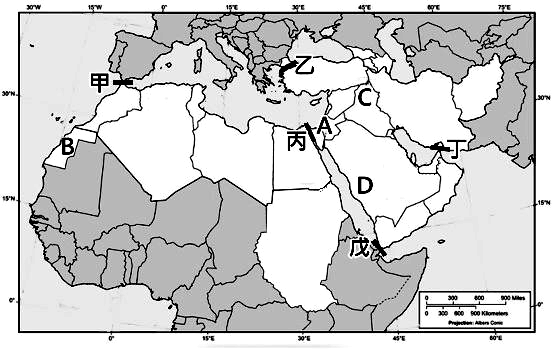 30°W 15°W 0° 15°E 30°E 45°E 60°E 75°E
乙
甲
30°N C 30°N
A
丙
B 丁
D
15°N 15°N
戊
0 300 600 900 Miles
0° 0°
0 300 600 900 Kilometers
Projection: Albers Conic
0° 15°E 30°E 45°E 60°E